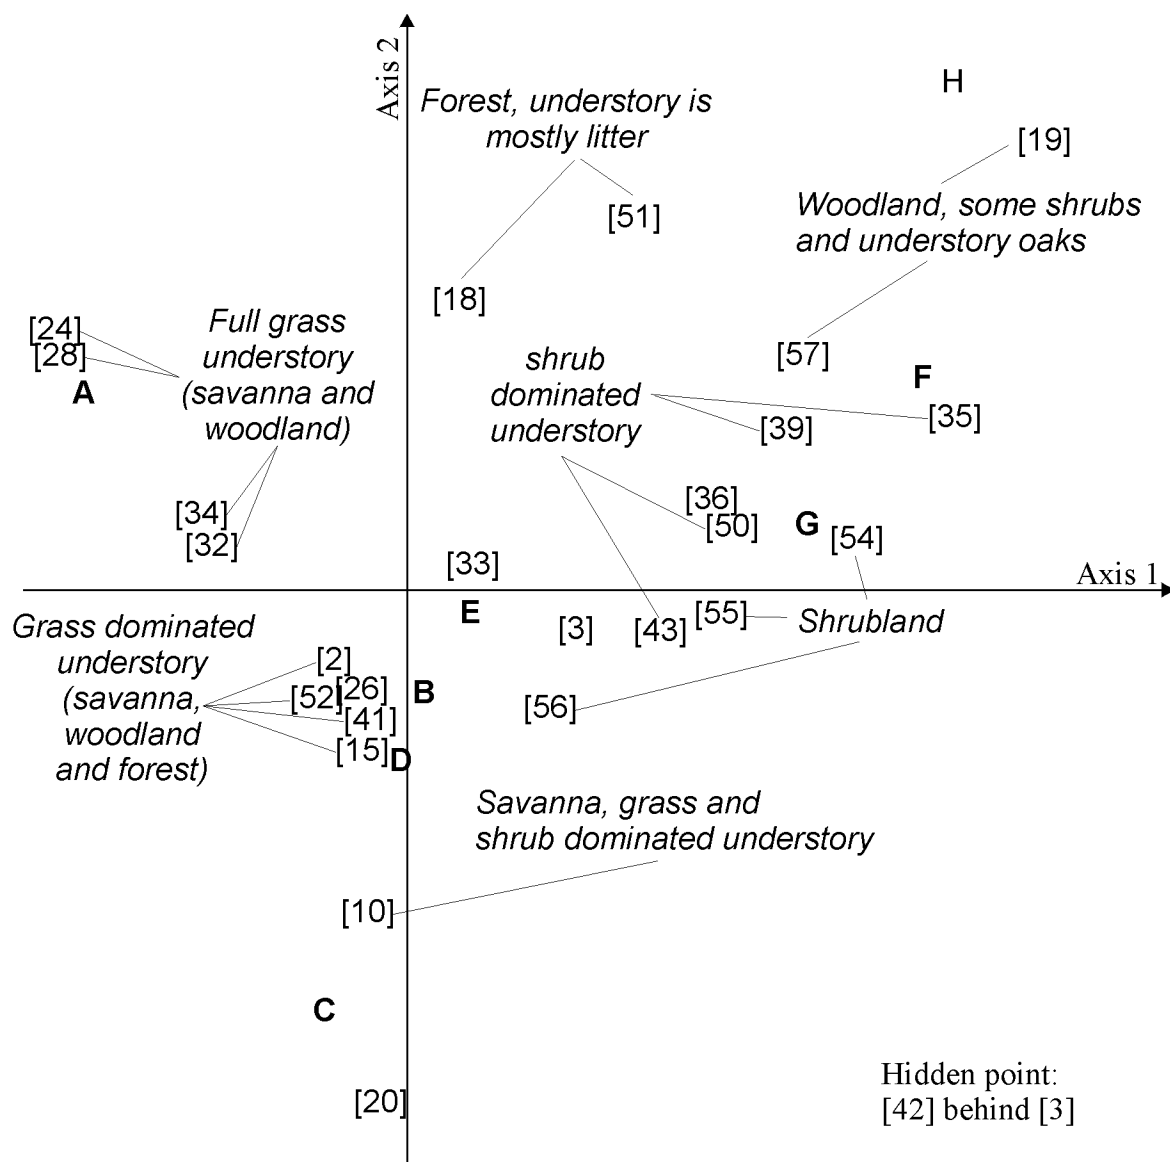 Axis 2
H
Forest, understory is
mostly litter
[19]
[51]
Woodland, some shrubs
and understory oaks
[18]
[24]
[28]
A
Full grass
understory
(savanna and
woodland)
shrub
dominated
understory
[57]
F
[35]
[39]
[34]
[32]
[36]
[50]
G
[54]
[33]
Axis 1
E
[3]
[43]
[55]
Shrubland
Grass dominated
understory
(savanna,
woodland
and forest)
[2]
[52]
[26]
I
B
[41]
[15]
D
[56]
Savanna, grass and
shrub dominated understory
[10]
C
[20]
Hidden point:
[42] behind [3]